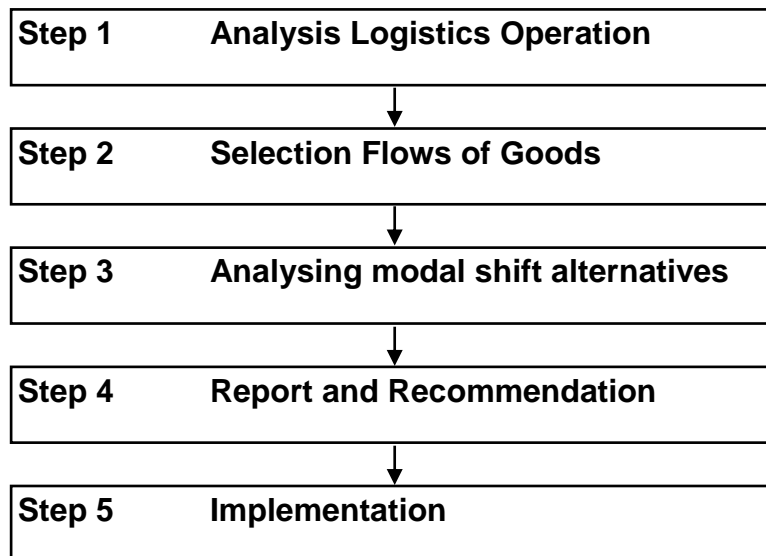 Step 1 Analysis Logistics Operation
Step 2 Selection Flows of Goods
Step 3 Analysing modal shift alternatives
Step 4 Report and Recommendation
Step 5 Implementation